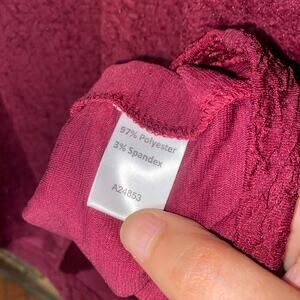 97% Polyester
3% Spandex
A24853